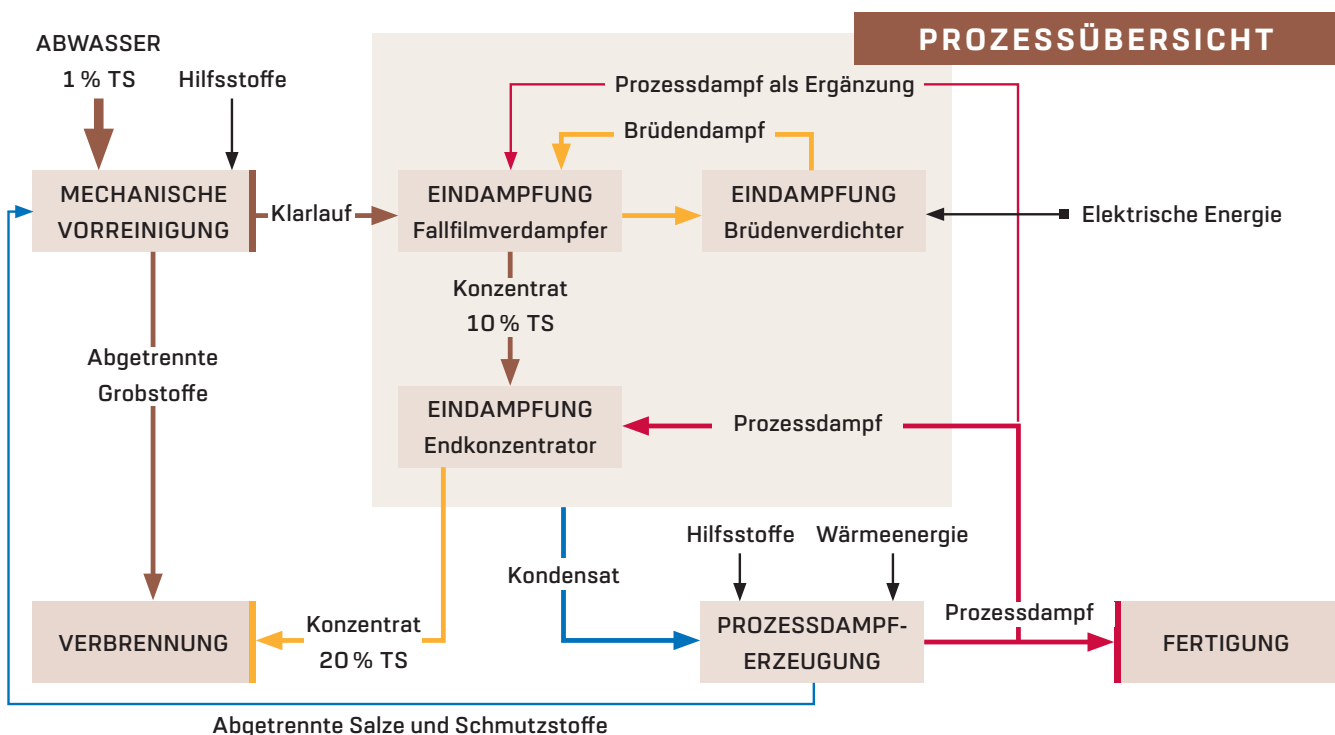 PROZESSÜBERSICHT
ABWASSER
1 % TS
Hilfsstoffe
Prozessdampf als Ergänzung
Brüdendampf
MECHANISCHE
VORREINIGUNG
Klarlauf
EINDAMPFUNG
Fallfilmverdampfer
EINDAMPFUNG
Brüdenverdichter
Elektrische Energie
Konzentrat
10 % TS
Abgetrennte
Grobstoffe
EINDAMPFUNG
Endkonzentrator
Prozessdampf
Hilfsstoffe
Wärmeenergie
Kondensat
VERBRENNUNG
Konzentrat
20 % TS
PROZESSDAMPF-
ERZEUGUNG
Prozessdampf
FERTIGUNG
Abgetrennte Salze und Schmutzstoffe